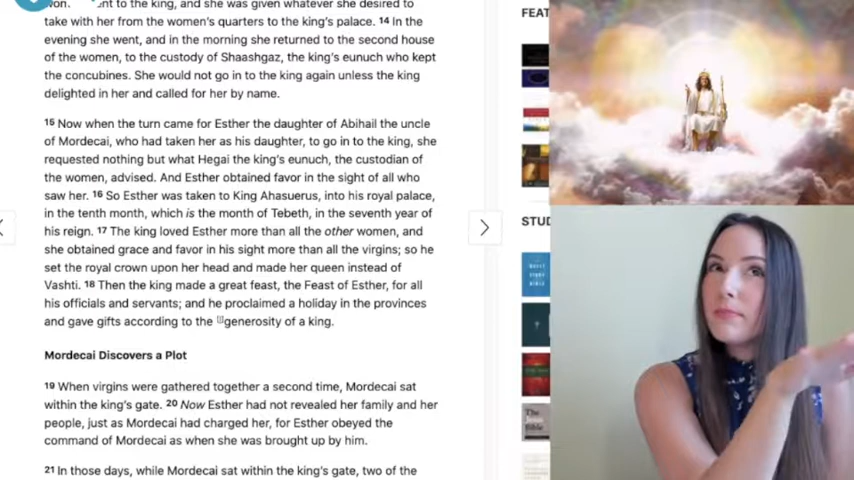 to the king, and she was given whatever she desired to
take with her from the women's quarters to the king's palace. 14 In the
evening she went, and in the morning she returned to the second house
of the women, to the custody of Shaashgaz, the king's eunuch who kept
the concubines. She would not go in to the king again unless the king
delighted in her and called for her by name.
15 Now when the turn came for Esther the daughter of Abihail the uncle
of Mordecai, who had taken her as his daughter, to go in to the king, she
requested nothing but what Hegai the king's eunuch, the custodian of
the women, advised. And Esther obtained favor in the sight of all who
saw her. 16 So Esther was taken to King Ahasuerus, into his royal palace,
in the tenth month, which is the month of Tebeth, in the seventh year of
his reign. 17 The king loved Esther more than all the other women, and
she obtained grace and favor in his sight more than all the virgins; so he
set the royal crown upon her head and made her queen instead of
Vashti. 18 Then the king made a great feast, the Feast of Esther, for all
his officials and servants; and he proclaimed a holiday in the provinces
and gave gifts according to the generosity of a king.
Mordecai Discovers a Plot
19 When virgins were gathered together a second time, Mordecai sat
within the king's gate. 20 Now Esther had not revealed her family and her
people, just as Mordecai had charged her, for Esther obeyed the
command of Mordecai as when she was brought up by him.
21 In those days, while Mordecai sat within the king's gate, two of the
FEAT
STUD